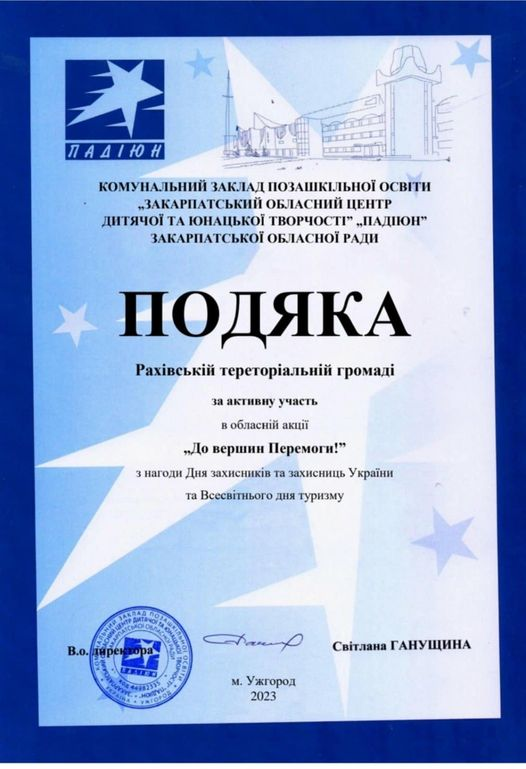 ПАДІЮН
КОМУНАЛЬНИЙ ЗАКЛАД ПОЗАШКІЛЬНОЇ ОСВІТИ
„ЗАКАРПАТСЬКИЙ ОБЛАСНИЙ ЦЕНТР
ДИТЯЧОЇ ТА ЮНАЦЬКОЇ ТВОРЧОСТІ” „ПАДІЮН”
ЗАКАРПАТСЬКОЇ ОБЛАСНОЇ РАДИ
ПОДЯКА
Рахівській тереторіальній громаді
за активну участь
в обласній акції
„До вершин Перемоги!”
з нагоди Дня захисників та захисниць України
та Всесвітнього дня туризму
В.о. директора
Світлана ГАНУЩИНА
ПАДІЮН
м. Ужгород
2023